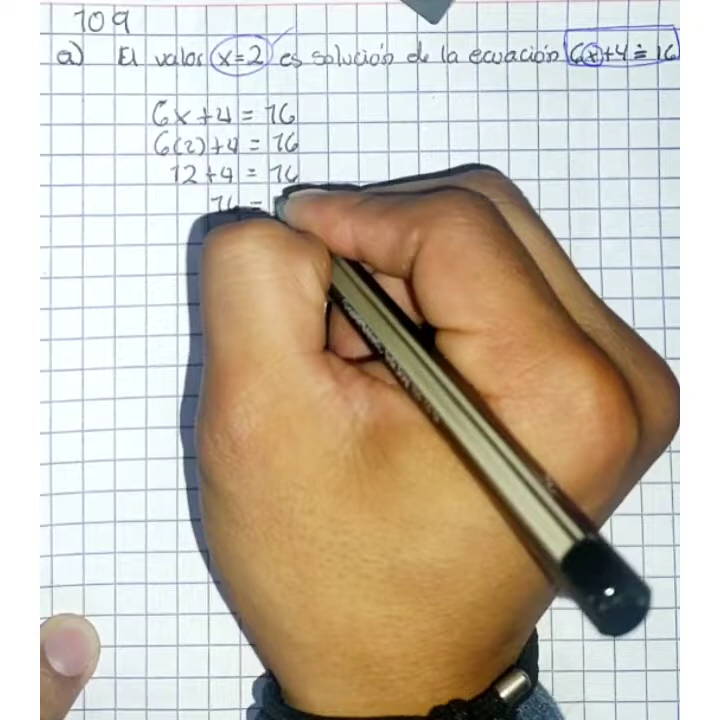 109
a) El valor x=2 es solución de la ecuación 6x+4=16
6x+4=16
6(2)+4=16
12+4=16
16=